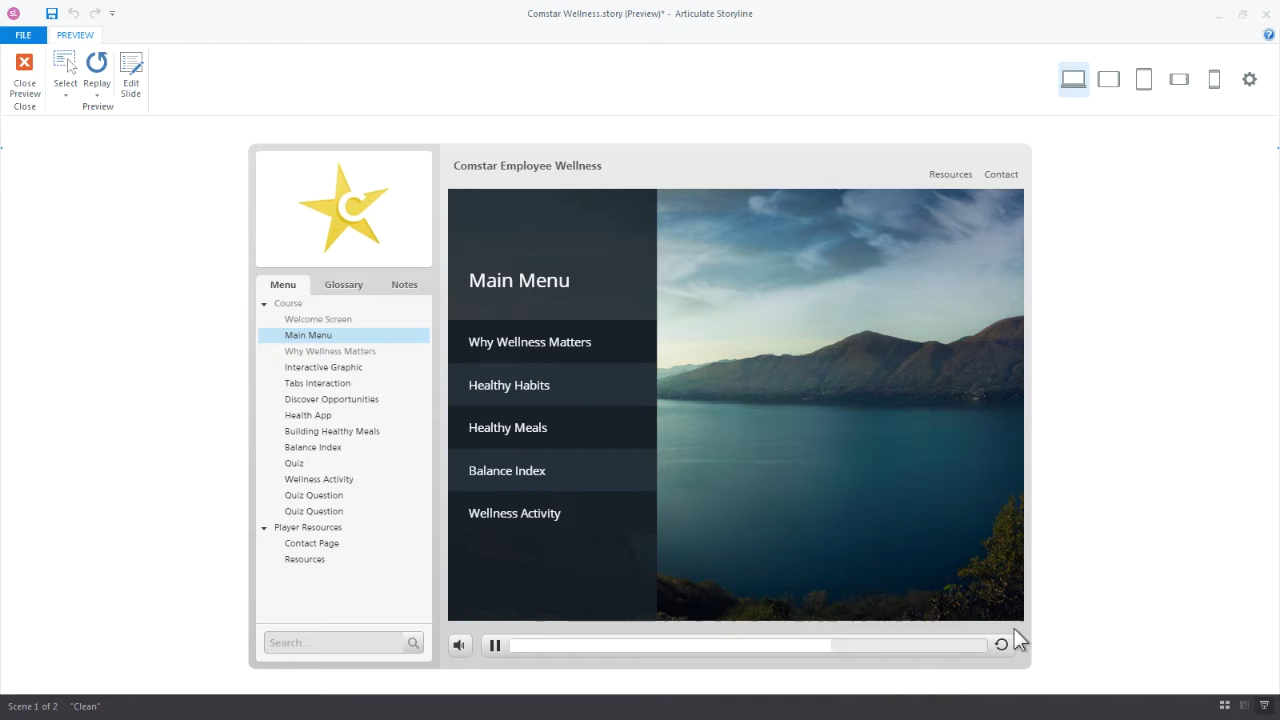 Comstar Wellness.story (Preview)* - Articulate Storyline
FILE
PREVIEW
Close Preview
Select
Replay
Edit Slide
Close
Preview
Comstar Employee Wellness
Resources
Contact
Menu
Glossary
Notes
Course
Welcome Screen
Main Menu
Why Wellness Matters
Interactive Graphic
Tabs Interaction
Discover Opportunities
Health App
Building Healthy Meals
Balance Index
Quiz
Wellness Activity
Quiz Question
Quiz Question
Player Resources
Contact Page
Resources
Search...
Main Menu
Why Wellness Matters
Healthy Habits
Healthy Meals
Balance Index
Wellness Activity
Scene 1 of 2
"Clean"